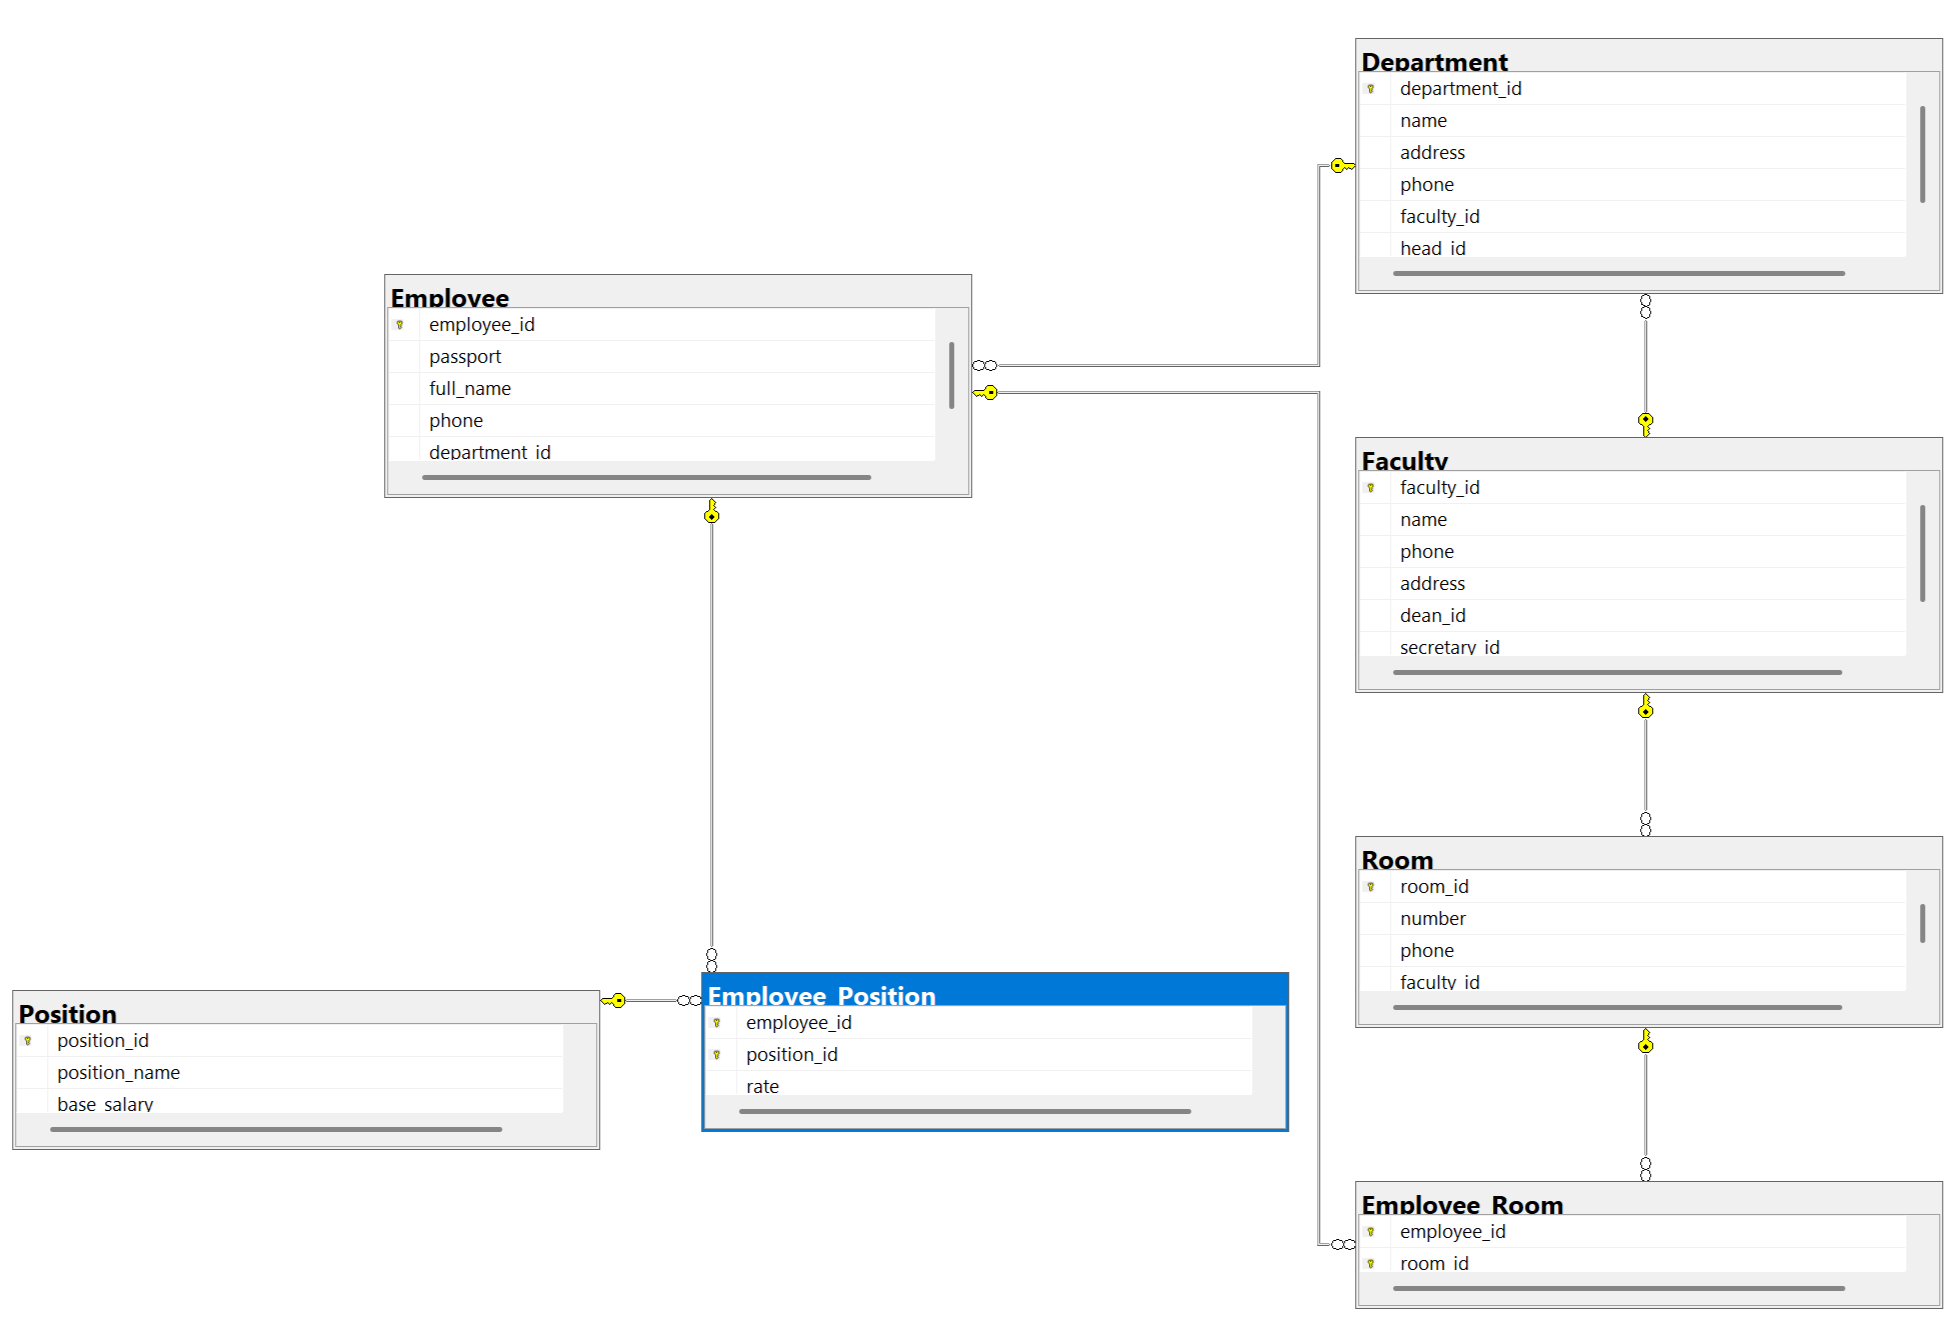 Department
department_id
name
address
phone
faculty_id
head_id
Employee
employee_id
passport
full_name
phone
department_id
Faculty
faculty_id
name
phone
address
dean_id
secretary_id
Room
room_id
number
phone
faculty_id
Position
position_id
position_name
base_salary
Employee_Position
employee_id
position_id
rate
Employee_Room
employee_id
room_id